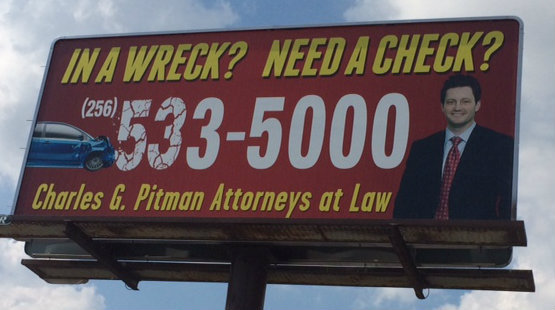 IN A WRECK? NEED A CHECK?
(256) 533-5000
Charles G. Pitman Attorneys at Law